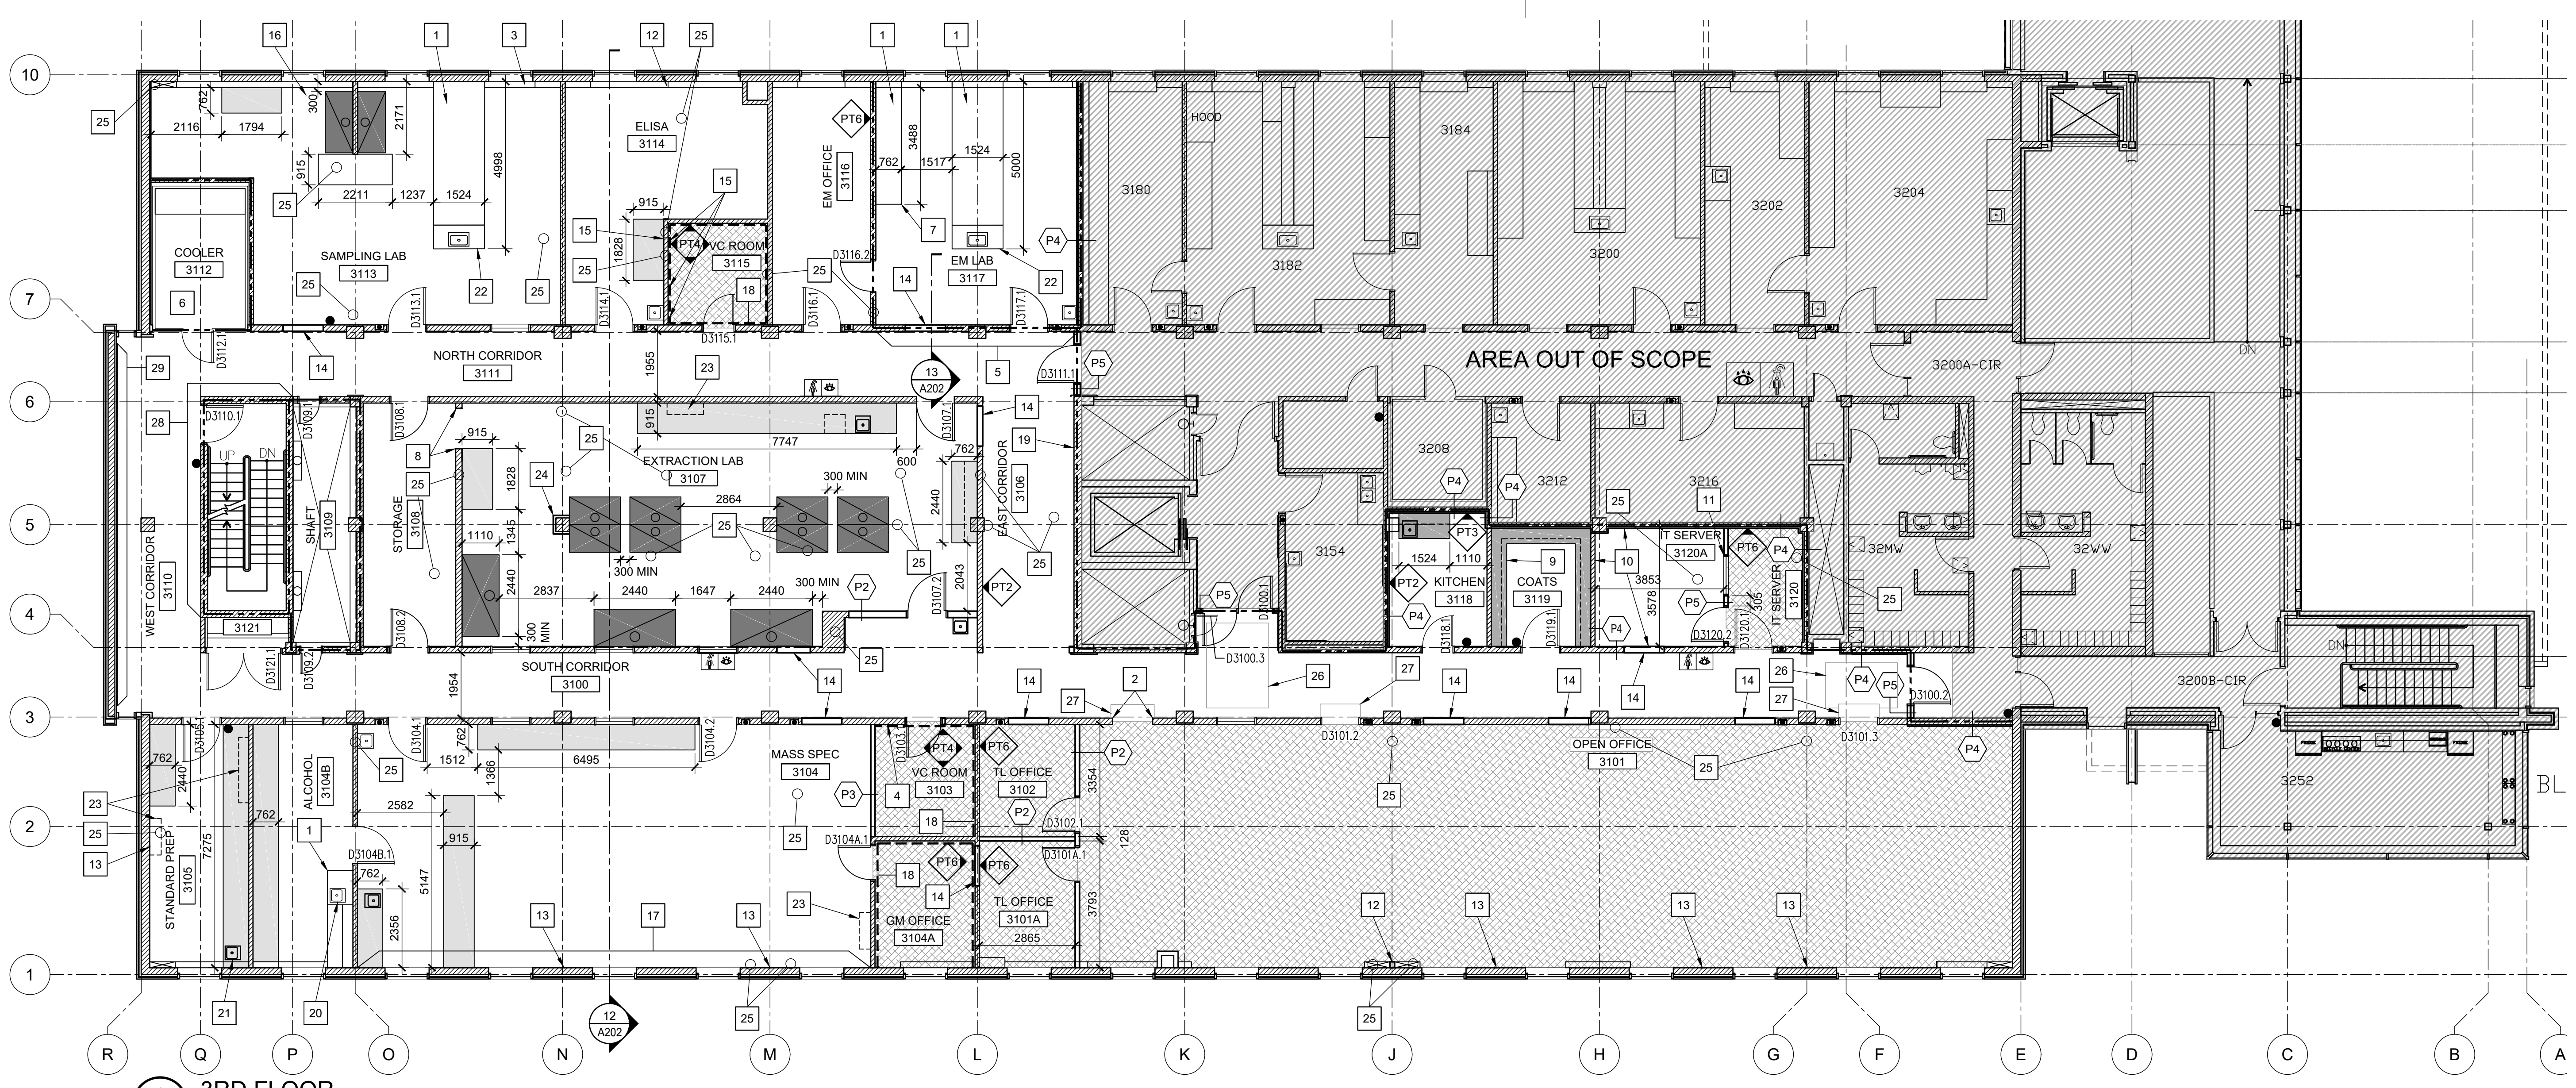 16
1
3
12
25
1
1
10
25
762
2116
1794
300
2171
915
2211
1237
1524
4998
25
ELISA
3114
PT6
EM OFFICE
3116
762
3488
1517
1524
5000
HOOD
3180
3182
3184
3200
3202
3204
P4
COOLER
3112
6
SAMPLING LAB
3113
25
22
25
15
915
15
1828
25
PT4
VC ROOM
3115
18
25
D3116.2
7
14
EM LAB
3117
22
7
D3112.1
D3113.1
D3114.1
D3115.1
D3116.1
D3117.1
29
14
NORTH CORRIDOR
3111
1955
23
13
A202
5
D3111.1
P5
AREA OUT OF SCOPE
3200A-CIR
DN
6
28
D3110.1
D3109.1
D3108.1
8
915
25
915
7747
600
D3107.1
14
19
762
UP
DN
24
EXTRACTION LAB
3107
25
1828
300 MIN
2864
2440
EAST CORRIDOR
3106
3208
3212
3216
P4
P4
25
11
5
WEST CORRIDOR
3110
SHAFT
3109
STORAGE
3108
1110
1345
2440
25
25
25
300 MIN
300 MIN
2837
2440
1647
2440
300
MIN
P2
D3107.2
2043
PT2
3154
PT3
1524
1110
PT2
KITCHEN
3118
P4
COATS
3119
9
10
IT SERVER
3120A
3853
3578
P5
PT6
305
P4
IT SERVER
3120
25
32MW
32WW
4
3121
D3121.1
D3109.2
D3108.2
SOUTH CORRIDOR
3100
1954
14
25
P5
D3100.1
D3100.3
D3118.1
D3119.1
P4
D3120.2
D3120.1
14
27
2
26
27
14
14
14
14
26
27
P4
P5
D3100.2
3200B-CIR
DN
3
D3105.1
D3104.1
762
D3104.2
D3103.1
D3101.2
D3101.3
762
2440
25
1512
1366
6495
MASS SPEC
3104
PT4
VC ROOM
3103
PT6
TL OFFICE
3102
P2
3354
OPEN OFFICE
3101
25
25
P4
3252
BL
23
25
13
STANDARD PREP
3105
7275
762
ALCOHOL
3104B
1
2582
915
P3
4
18
25
P2
D3102.1
128
2
D3104B.1
762
2356
5147
D3104A.1
18
PT6
14
PT6
D3101A.1
3793
GM OFFICE
3104A
TL OFFICE
3101A
2865
13
17
13
23
12
13
13
13
1
21
20
12
A202
25
25
R
Q
P
O
N
M
L
K
J
H
G
F
E
D
C
B
A
3RD FLOOR